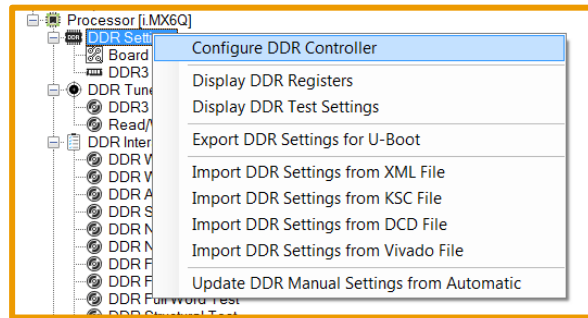 Processor [i.MX6Q]
DDR
Configure DDR Controller
Board
DDR3
Display DDR Registers
DDR Tune
Display DDR Test Settings
DDR3
DDR
Export DDR Settings for U-Boot
DDR
DDR
Import DDR Settings from XML File
DDR
Import DDR Settings from KSC File
DDR
DDR
Import DDR Settings from DCD File
DDR
Import DDR Settings from Vivado File
DDR
DDR
Update DDR Manual Settings from Automatic
DDR Full Word Test
DDR Structural Test